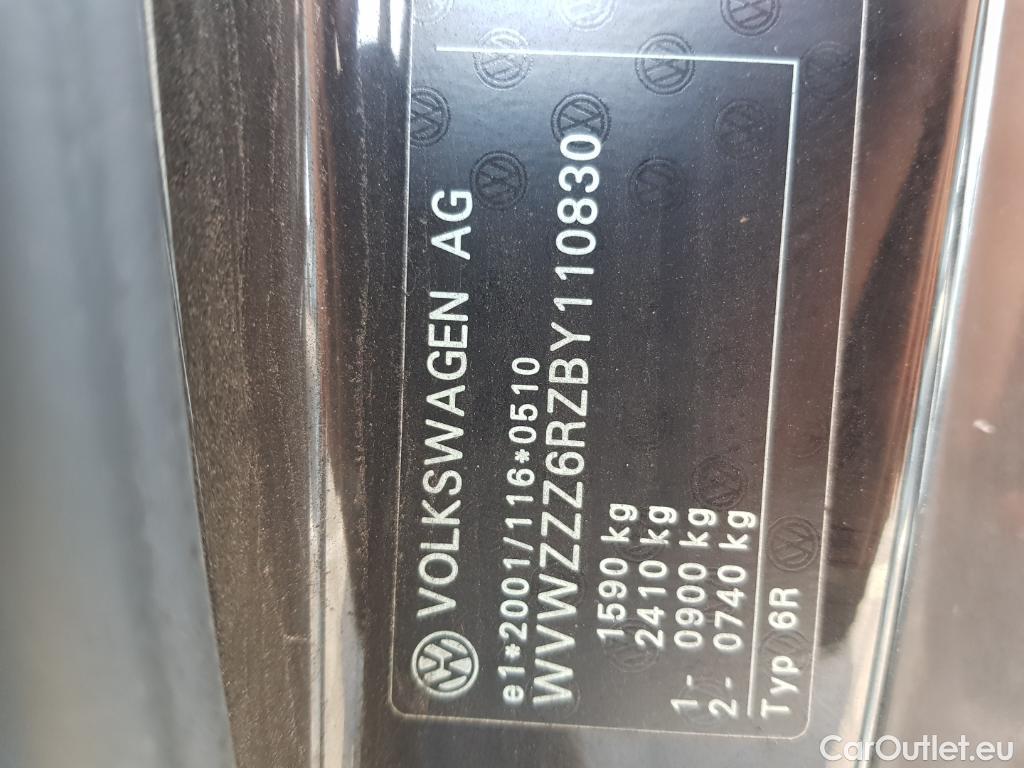 VOLKSWAGEN AG
e1*2001/116*0510
WVWZZZ6RZBY110830
1590 kg
2410 kg
1- 0900 kg
2- 0740 kg
Typ 6R
CarOutlet.eu